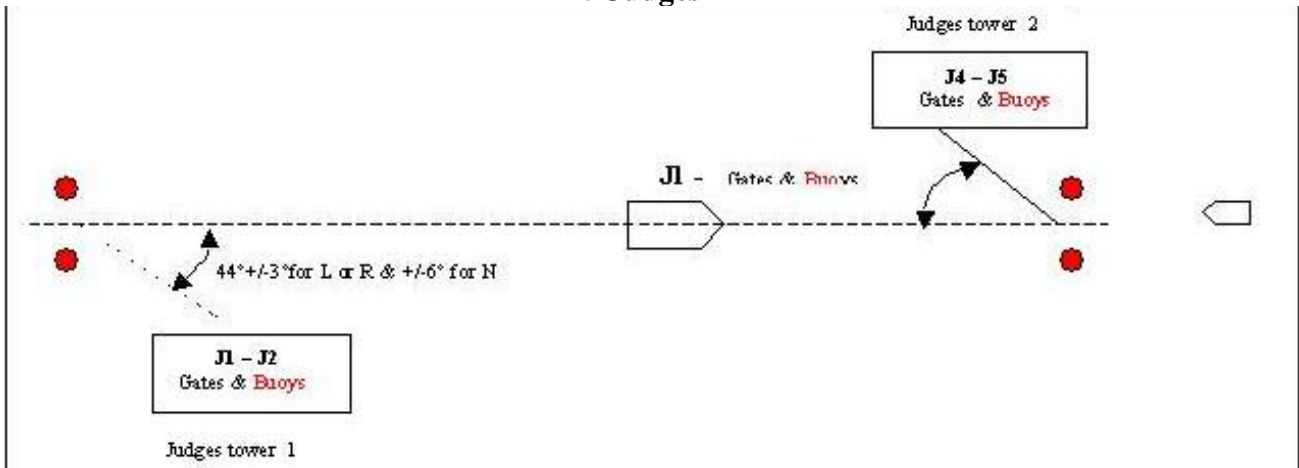 Judges tower 2
J4 – J5
Gates & Buoys
J1 – Gates & Buoys
44°+/-3°for L or R & +/-6° for N
J1 – J2
Gates & Buoys
Judges tower 1